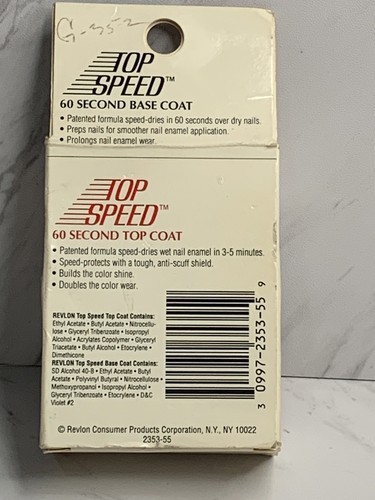 G-352
TOP
SPEED™
60 SECOND BASE COAT
• Patented formula speed-dries in 60 seconds over dry nails.
• Preps nails for smoother nail enamel application.
• Prolongs nail enamel wear.
TOP
SPEED™
60 SECOND TOP COAT
• Patented formula speed-dries wet nail enamel in 3-5 minutes.
• Speed-protects with a tough, anti-scuff shield.
• Builds the color shine.
• Doubles the color wear.
REVLON Top Speed Top Coat Contains:
Ethyl Acetate • Butyl Acetate • Nitrocellu-
lose • Glyceryl Tribenzoate • Isopropyl
Alcohol • Acrylates Copolymer • Glyceryl
Triacetate • Butyl Alcohol • Etocrylene •
Dimethicone
REVLON Top Speed Base Coat Contains:
SD Alcohol 40-B • Ethyl Acetate • Butyl
Acetate • Polyvinyl Butyral • Nitrocellulose •
Methoxypropanol • Isopropyl Alcohol •
Glyceryl Tribenzoate • Etocrylene • D&C
Violet #2
3 0997-2353-55 9
© Revlon Consumer Products Corporation, N.Y., NY 10022
2353-55